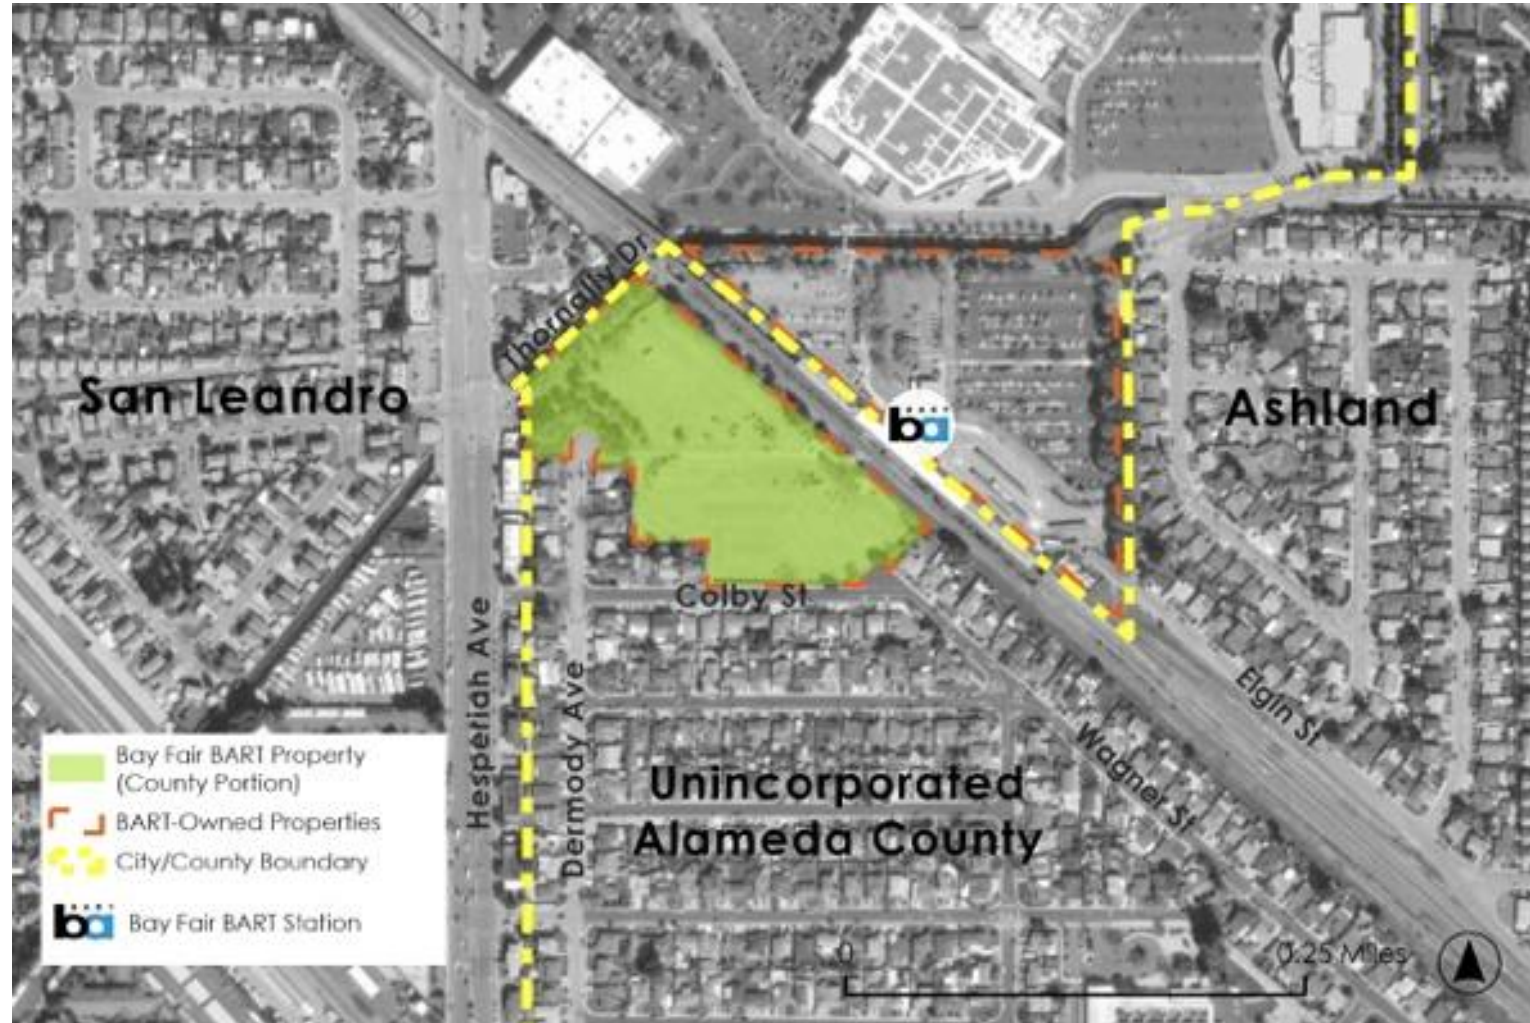 Thornally Dr
San Leandro
ba
Ashland
Colby St
Hesperian Ave
Dermody Ave
Elgin St
Wagner St
Unincorporated
Alameda County
Bay Fair BART Property
(County Portion)
BART-Owned Properties
City/County Boundary
ba
Bay Fair BART Station
0
0.25 Miles